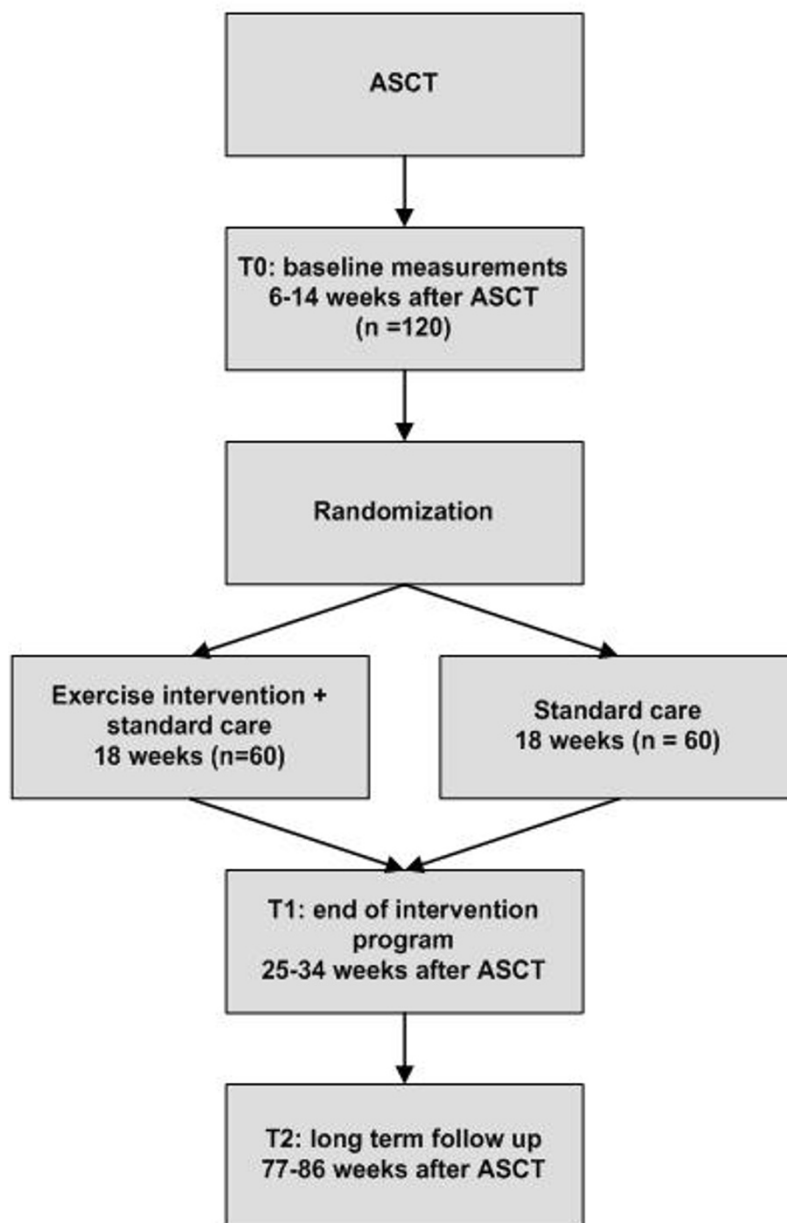 ASCT
T0: baseline measurements
6-14 weeks after ASCT
(n =120)
Randomization
Exercise intervention +
standard care
18 weeks (n=60)
Standard care
18 weeks (n = 60)
T1: end of intervention
program
25-34 weeks after ASCT
T2: long term follow up
77-86 weeks after ASCT